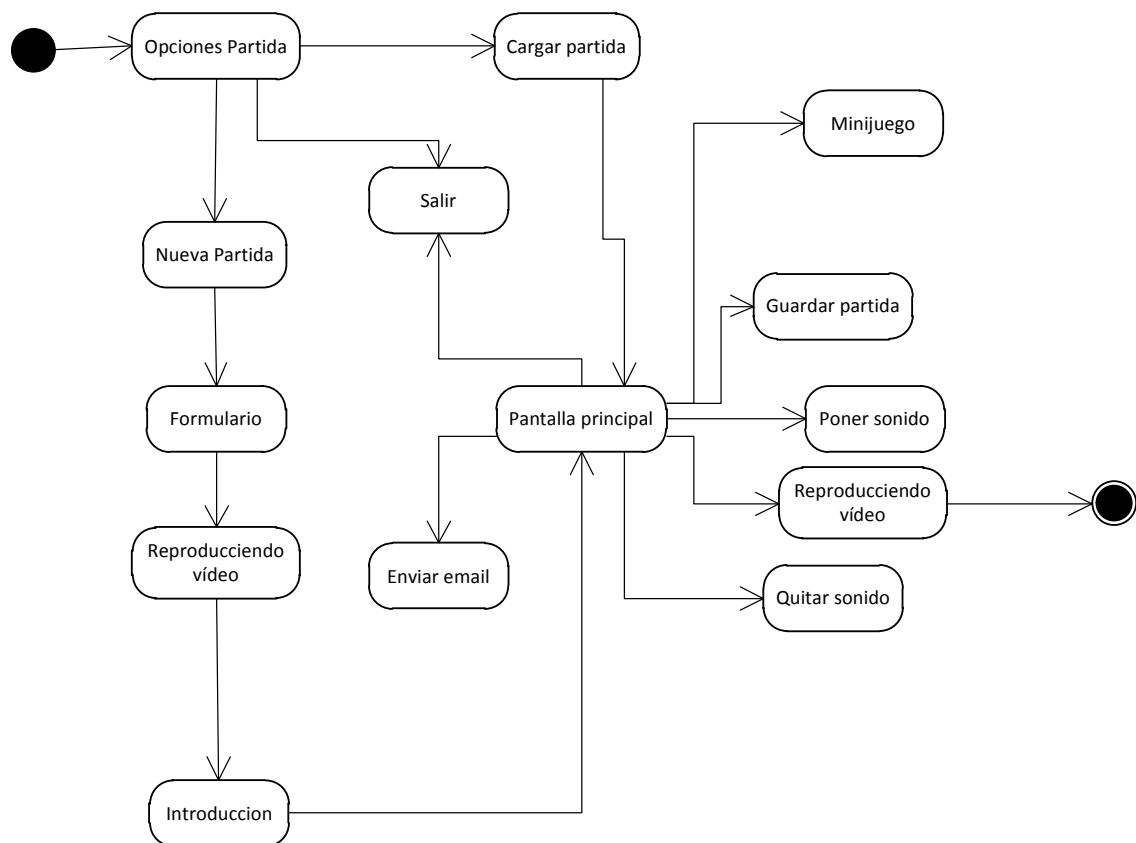 Opciones Partida
Cargar partida
Minijuego
Salir
Nueva Partida
Guardar partida
Formulario
Pantalla principal
Poner sonido
Reproducciendo
vídeo
Reproducciendo
vídeo
Enviar email
Quitar sonido
Introduccion